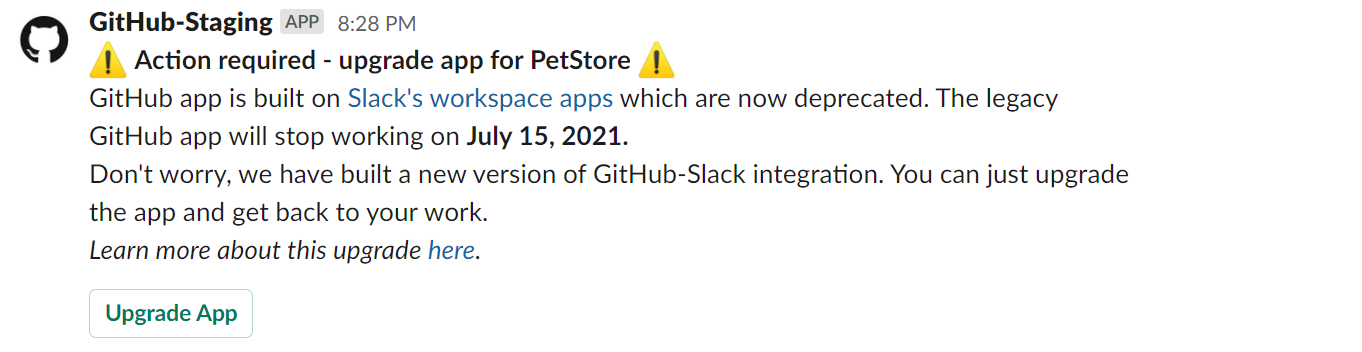 GitHub-Staging APP 8:28 PM
⚠️ Action required - upgrade app for PetStore ⚠️
GitHub app is built on Slack's workspace apps which are now deprecated. The legacy
GitHub app will stop working on July 15, 2021.
Don't worry, we have built a new version of GitHub-Slack integration. You can just upgrade
the app and get back to your work.
Learn more about this upgrade here.
Upgrade App